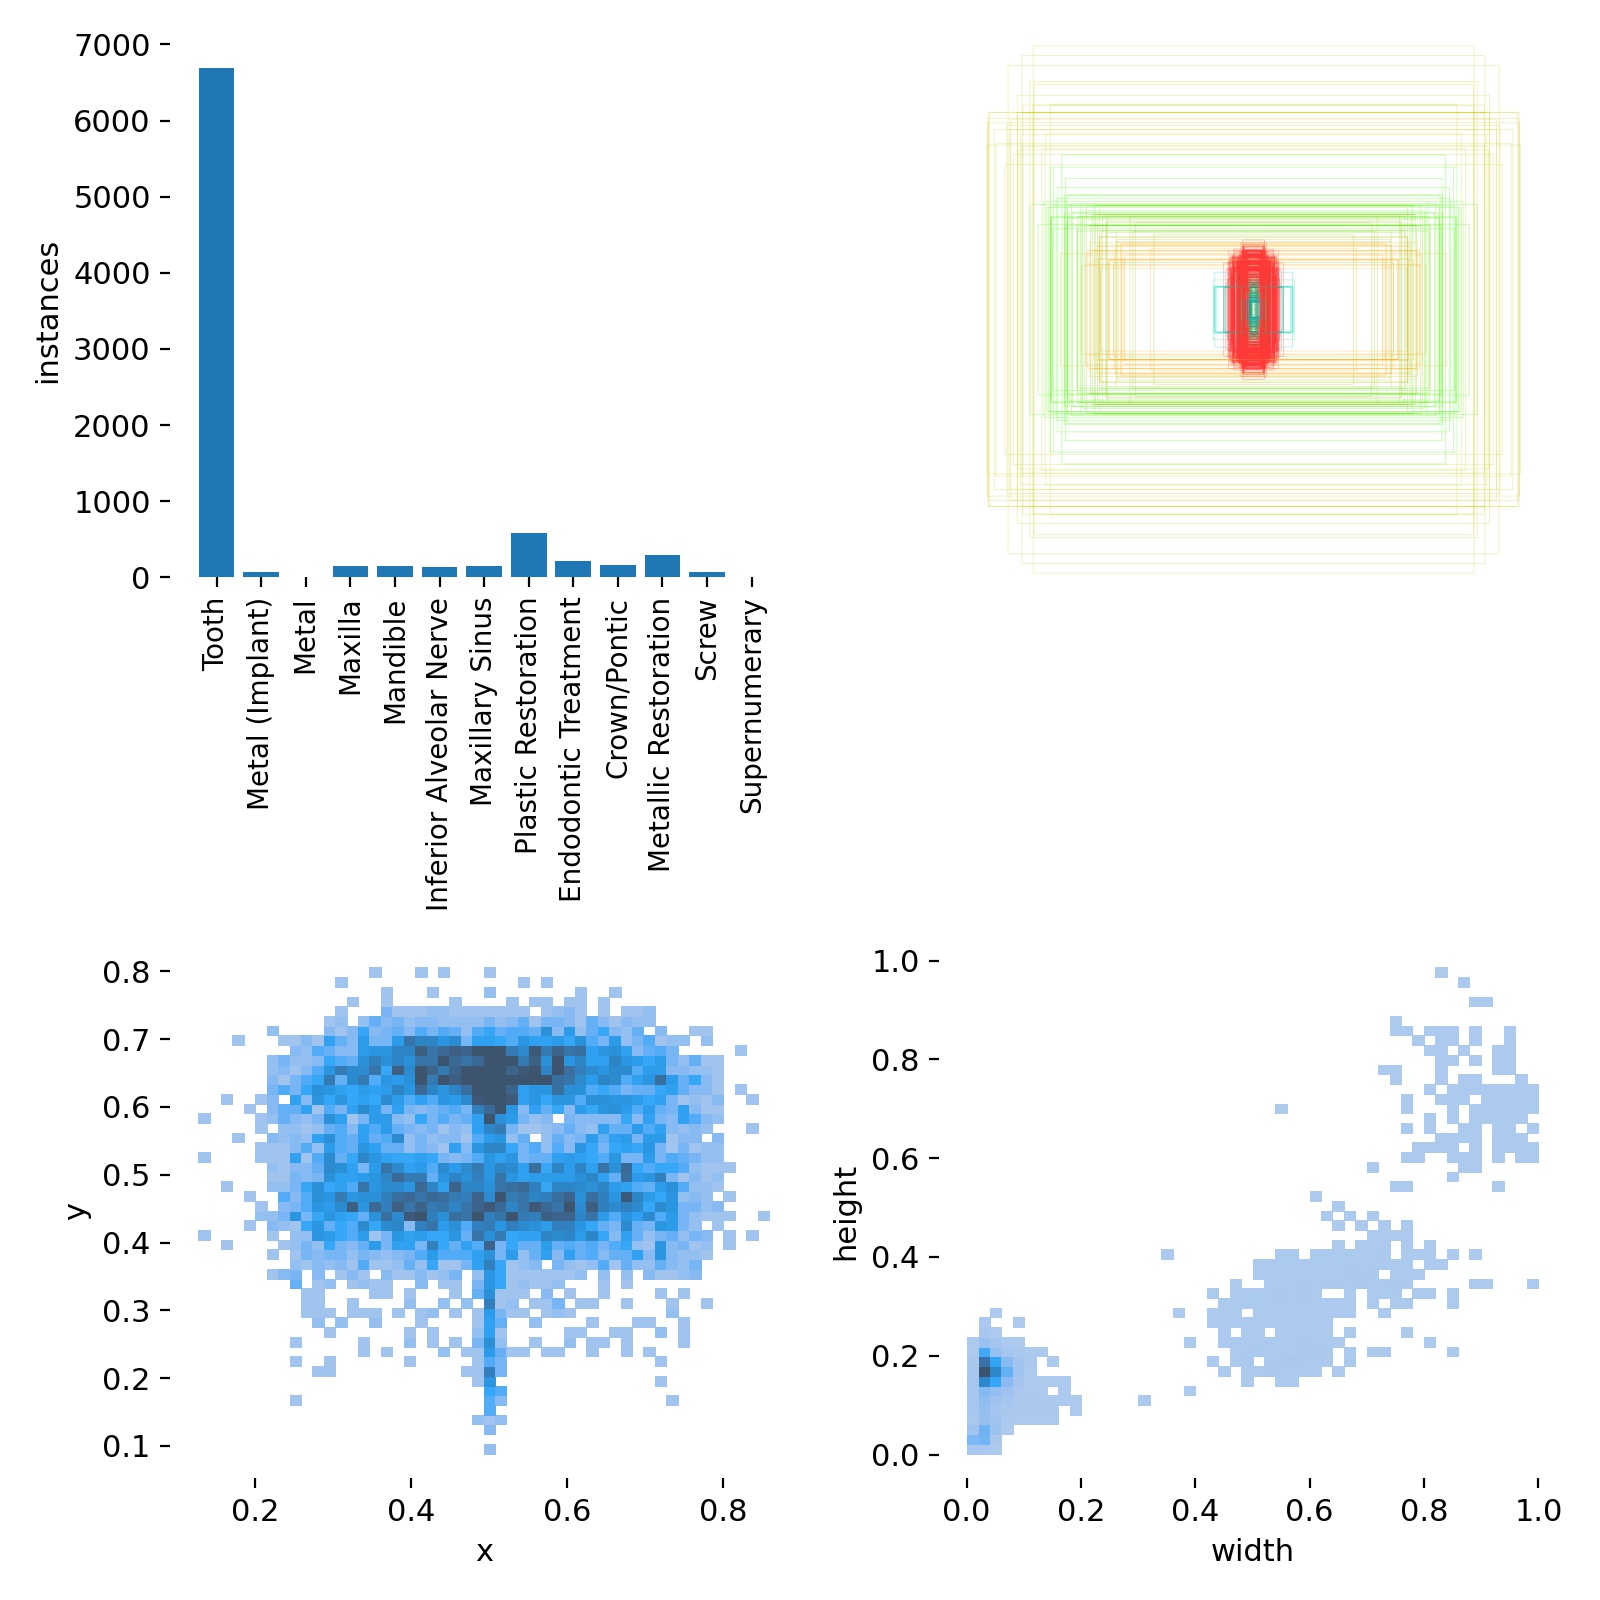 7000
6000
5000
4000
3000
2000
1000
0
instances
Tooth
Metal (Implant)
Metal
Maxilla
Mandible
Inferior Alveolar Nerve
Maxillary Sinus
Plastic Restoration
Endodontic Treatment
Crown/Pontic
Metallic Restoration
Screw
Supernumerary
0.8
0.7
0.6
0.5
0.4
0.3
0.2
0.1
y
0.2 0.4 0.6 0.8
x
1.0
0.8
0.6
0.4
0.2
0.0
height
0.0 0.2 0.4 0.6 0.8 1.0
width